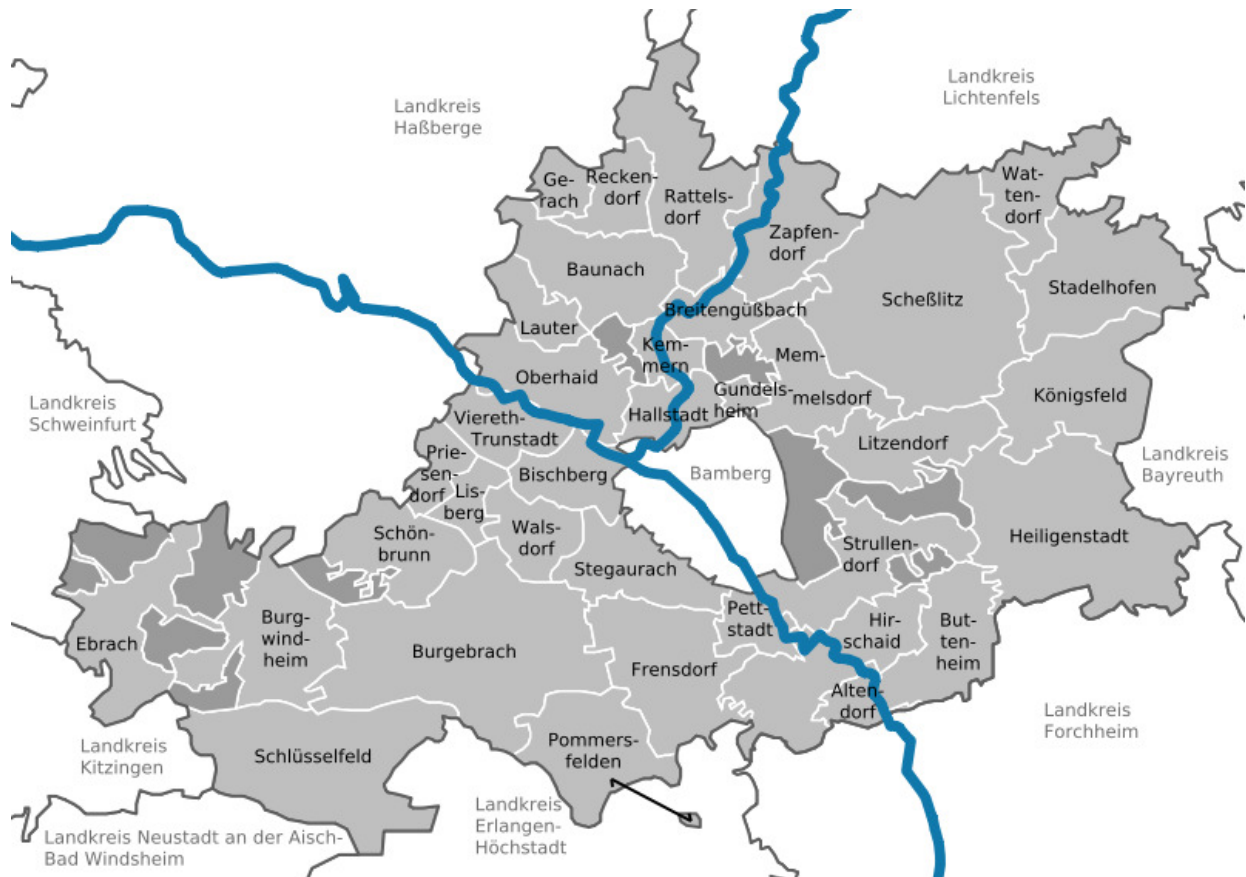 Landkreis
Lichtenfels
Landkreis
Haßberge
Wat-
ten-
dorf
Ge-
rach
Recken-
dorf
Rattels-
dorf
Zapfen-
dorf
Baunach
Scheßlitz
Stadelhofen
Breitengüßbach
Lauter
Kem-
mern
Mem-
melsdorf
Oberhaid
Gundels-
heim
Königsfeld
Landkreis
Schweinfurt
Hallstadt
Viereth-
Trunstadt
Litzendorf
Prie-
sen-
dorf
Bischberg
Bamberg
Landkreis
Bayreuth
Lis-
berg
Schön-
brunn
Wals-
dorf
Heiligenstadt
Strullen-
dorf
Stegaurach
Burg-
wind-
heim
Pett-
stadt
Hir-
schaid
But-
ten-
heim
Ebrach
Burgebrach
Frensdorf
Alten-
dorf
Landkreis
Forchheim
Landkreis
Kitzingen
Schlüsselfeld
Pommers-
felden
Landkreis
Erlangen-
Höchstadt
Landkreis Neustadt an der Aisch-
Bad Windsheim